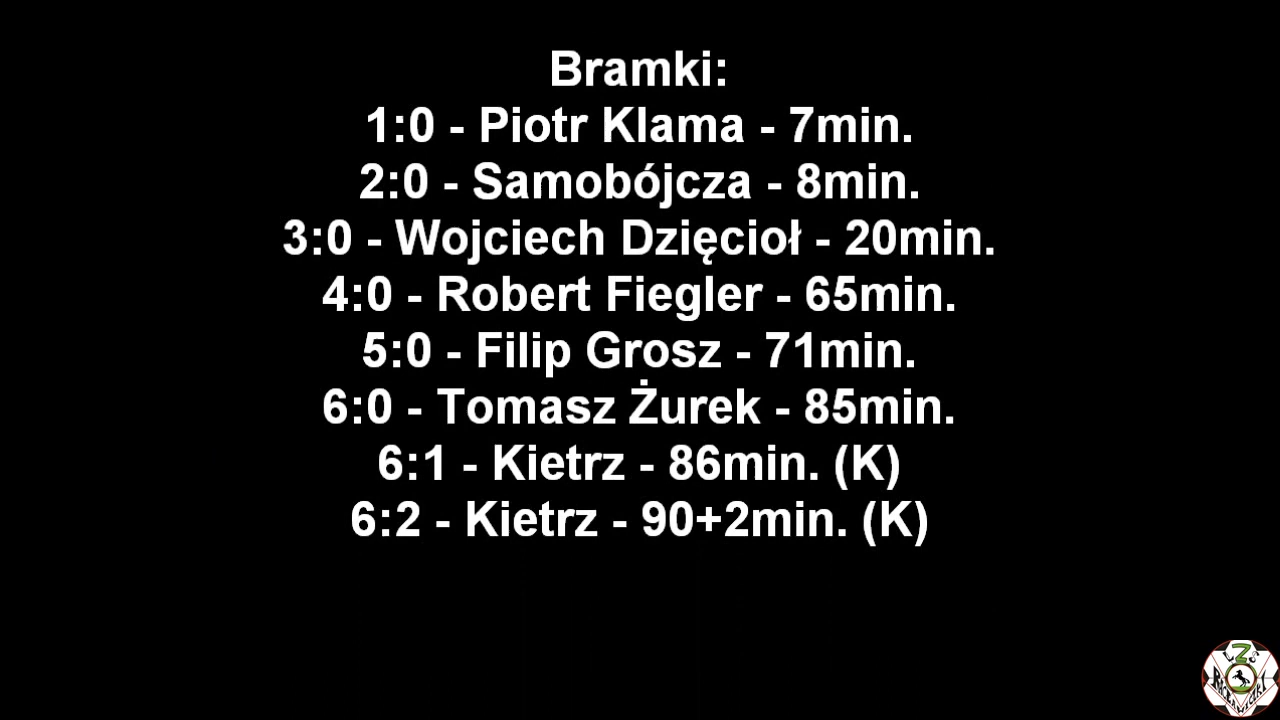 Bramki:
1:0 - Piotr Klama - 7min.
2:0 - Samobójcza - 8min.
3:0 - Wojciech Dzięcioł - 20min.
4:0 - Robert Fiegler - 65min.
5:0 - Filip Grosz - 71min.
6:0 - Tomasz Żurek - 85min.
6:1 - Kietrz - 86min. (K)
6:2 - Kietrz - 90+2min. (K)
LZS